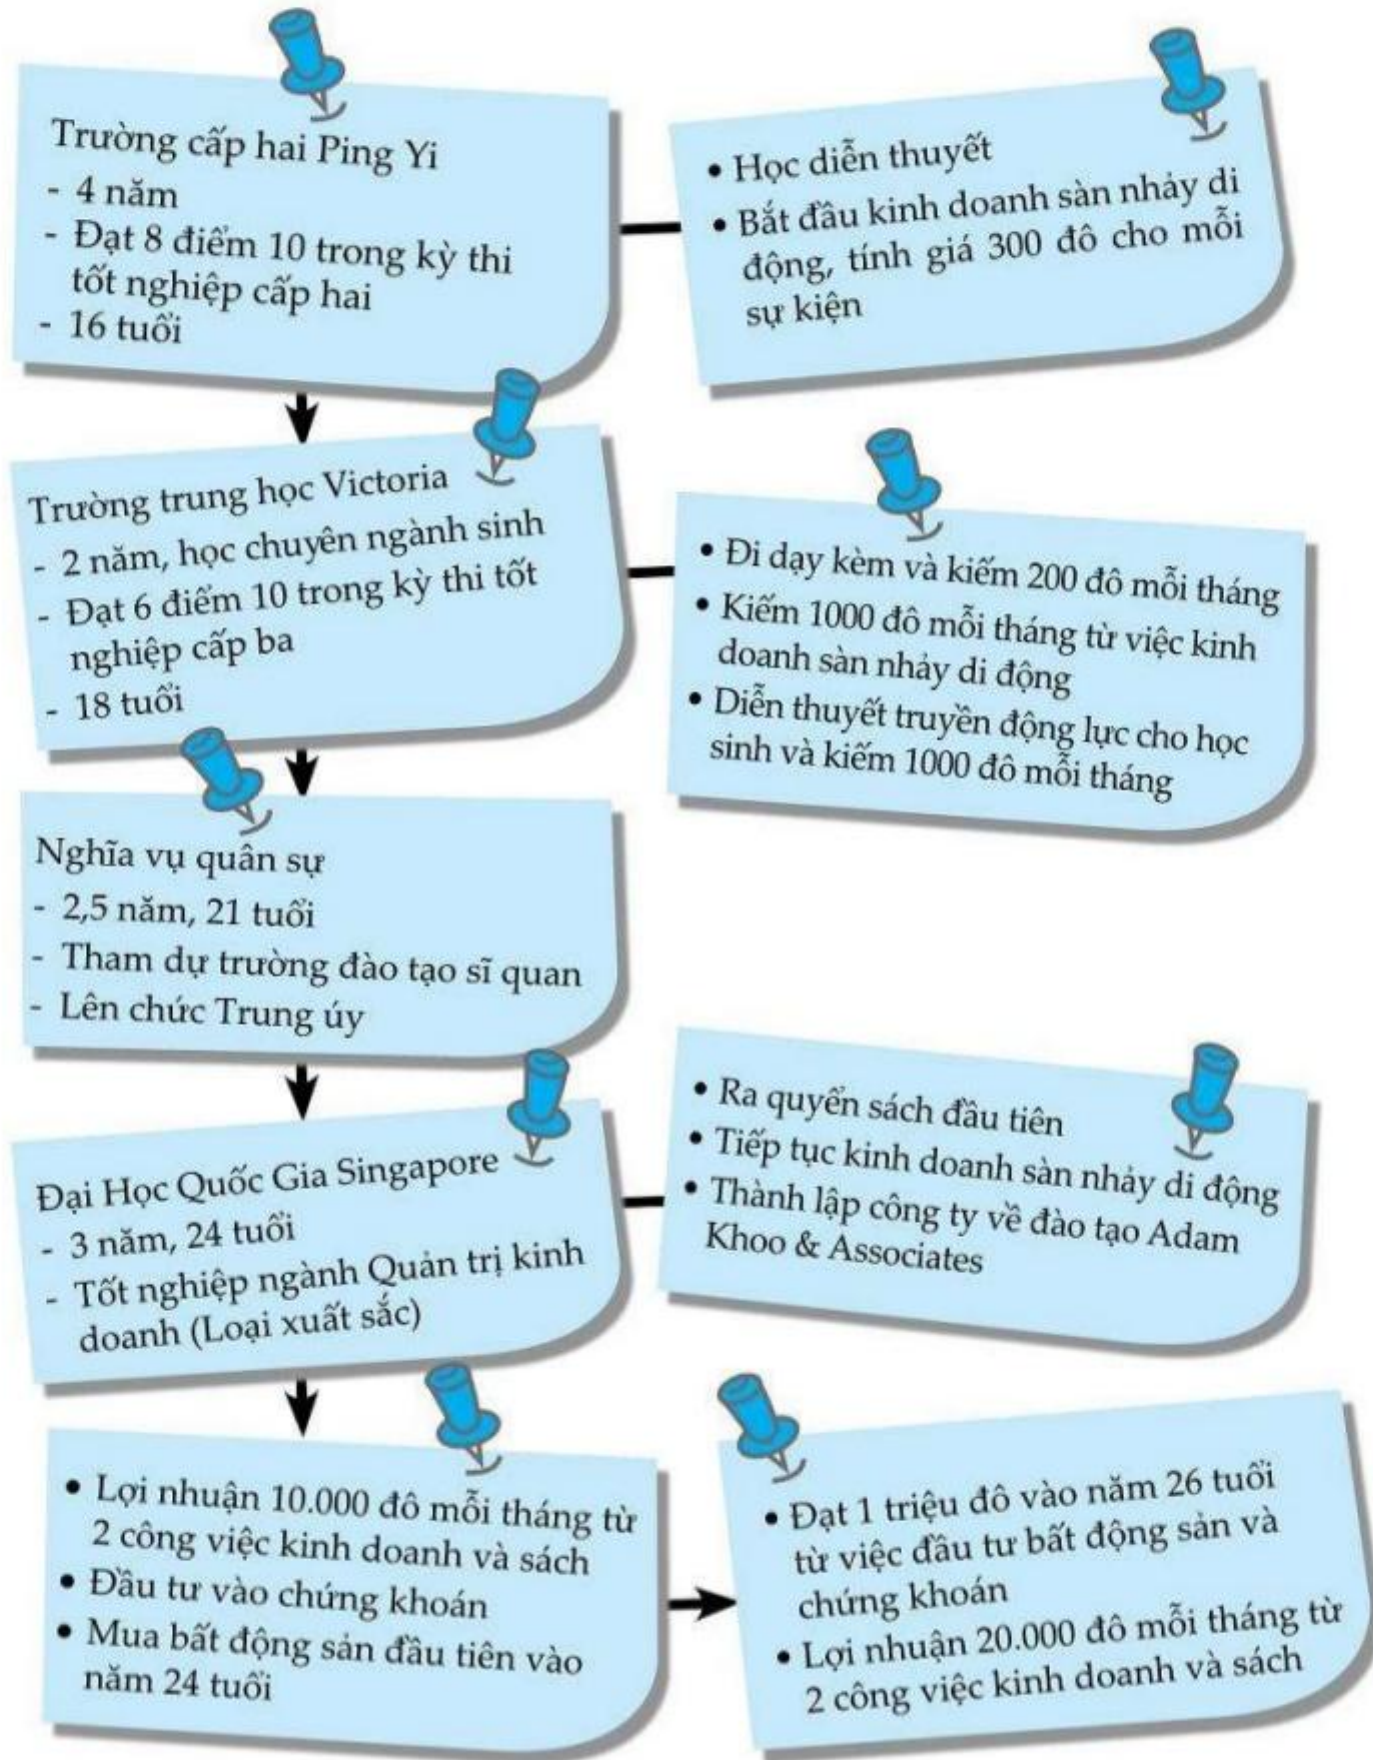 Trường cấp hai Ping Yi
- 4 năm
- Đạt 8 điểm 10 trong kỳ thi
tốt nghiệp cấp hai
- 16 tuổi
• Học diễn thuyết
• Bắt đầu kinh doanh sàn nhảy di
động, tính giá 300 đô cho mỗi
sự kiện
Trường trung học Victoria
- 2 năm, học chuyên ngành sinh
- Đạt 6 điểm 10 trong kỳ thi tốt
nghiệp cấp ba
- 18 tuổi
• Đi dạy kèm và kiếm 200 đô mỗi tháng
• Kiếm 1000 đô mỗi tháng từ việc kinh
doanh sàn nhảy di động
• Diễn thuyết truyền động lực cho học
sinh và kiếm 1000 đô mỗi tháng
Nghĩa vụ quân sự
- 2,5 năm, 21 tuổi
- Tham dự trường đào tạo sĩ quan
- Lên chức Trung úy
Đại Học Quốc Gia Singapore
- 3 năm, 24 tuổi
- Tốt nghiệp ngành Quản trị kinh
doanh (Loại xuất sắc)
• Ra quyển sách đầu tiên
• Tiếp tục kinh doanh sàn nhảy di động
• Thành lập công ty về đào tạo Adam
Khoo & Associates
• Lợi nhuận 10.000 đô mỗi tháng từ
2 công việc kinh doanh và sách
• Đầu tư vào chứng khoán
• Mua bất động sản đầu tiên vào
năm 24 tuổi
• Đạt 1 triệu đô vào năm 26 tuổi
từ việc đầu tư bất động sản và
chứng khoán
• Lợi nhuận 20.000 đô mỗi tháng từ
2 công việc kinh doanh và sách